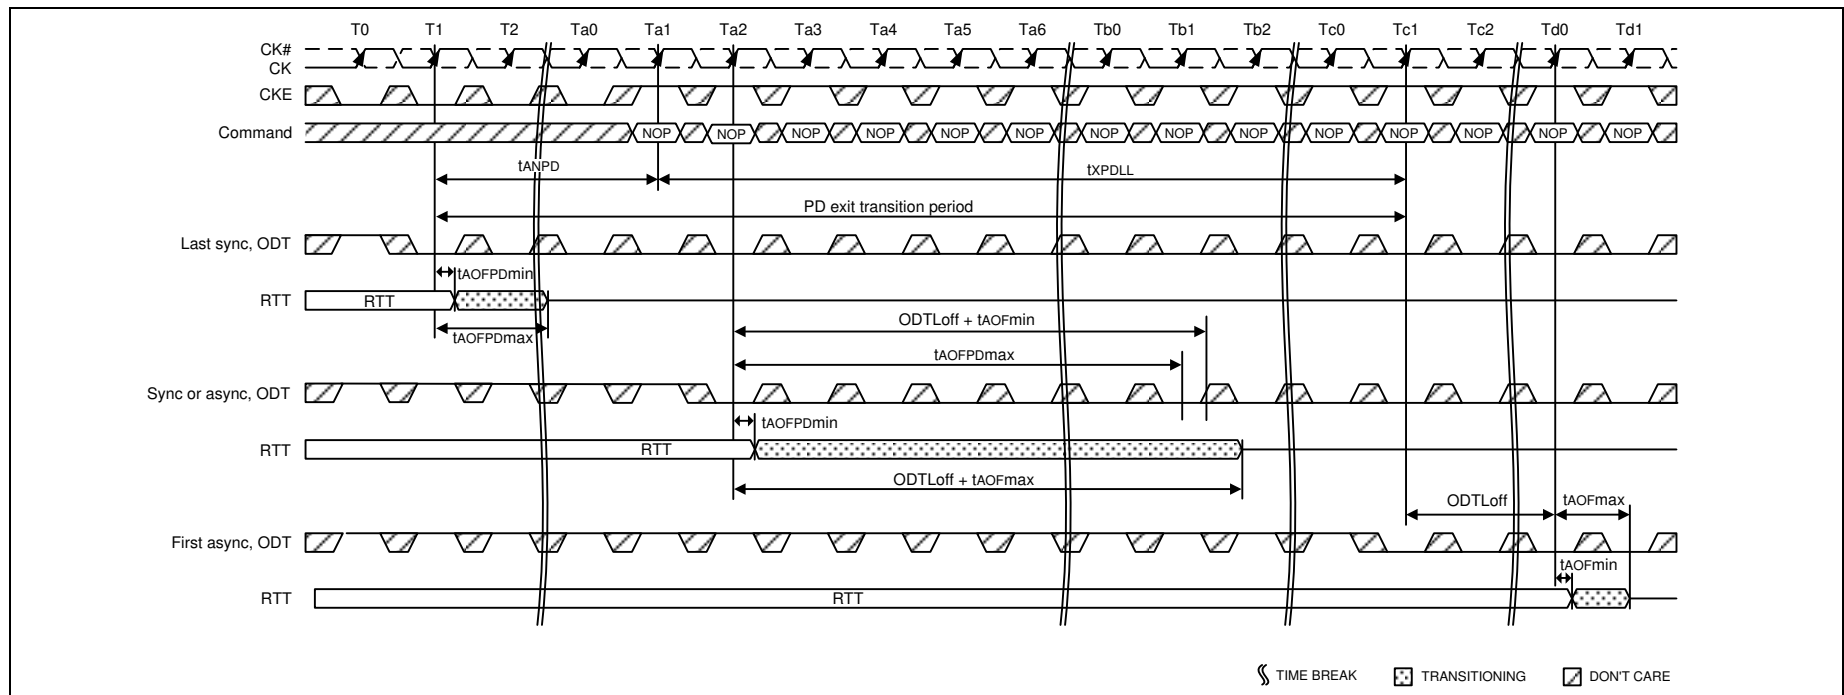 T0 T1 T2 Ta0 Ta1 Ta2 Ta3 Ta4 Ta5 Ta6 Tb0 Tb1 Tb2 Tc0 Tc1 Tc2 Td0 Td1
CK#
CK
CKE
Command NOP NOP NOP NOP NOP NOP NOP NOP NOP NOP NOP NOP NOP NOP
tANPD tXPDLL
PD exit transition period
Last sync, ODT
tAOFPDmin
RTT RTT
tAOFPDmax
ODTLoff + tAOFmin
tAOFPDmax
Sync or async, ODT
tAOFPDmin
RTT RTT
ODTLoff + tAOFmax
ODTLoff tAOFmax
First async, ODT
tAOFmin
RTT RTT
TIME BREAK TRANSITIONING DON'T CARE